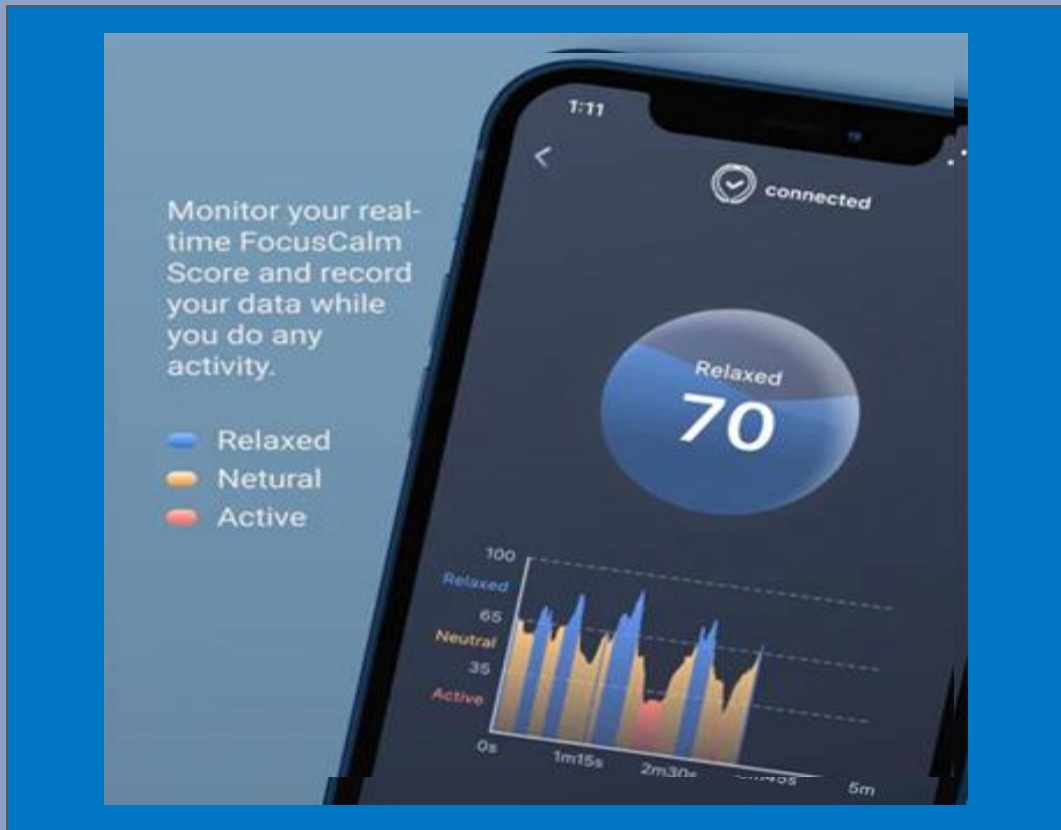 Monitor your real-
time FocusCalm
Score and record
your data while
you do any
activity.
Relaxed
Netural
Active
1:11
connected
Relaxed
70
100
Relaxed
65
Neutral
35
Active
0s
1m15s
2m30s
5m